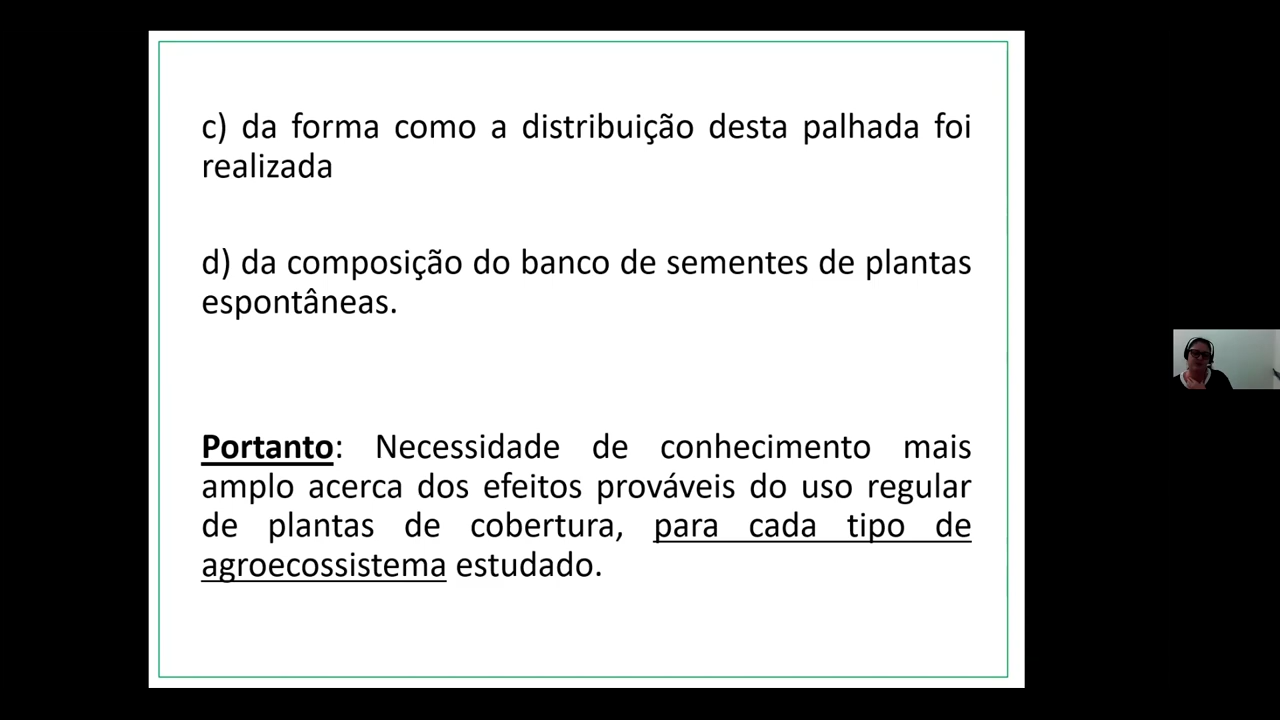 c) da forma como a distribuição desta palhada foi
realizada
d) da composição do banco de sementes de plantas
espontâneas.
Portanto: Necessidade de conhecimento mais
amplo acerca dos efeitos prováveis do uso regular
de plantas de cobertura, para cada tipo de
agroecossistema estudado.